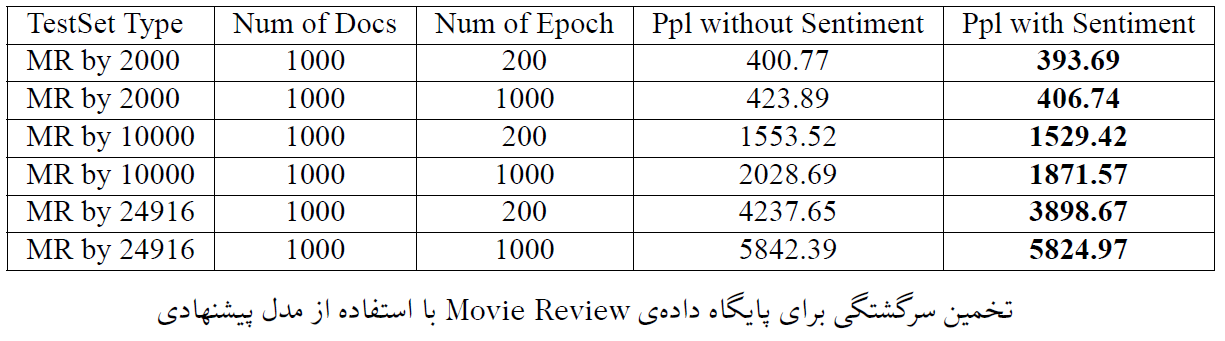 TestSet Type Num of Docs Num of Epoch Ppl without Sentiment Ppl with Sentiment
MR by 2000 1000 200 400.77 393.69
MR by 2000 1000 1000 423.89 406.74
MR by 10000 1000 200 1553.52 1529.42
MR by 10000 1000 1000 2028.69 1871.57
MR by 24916 1000 200 4237.65 3898.67
MR by 24916 1000 1000 5842.39 5824.97
تخمین سرگشتگی برای پایگاه داده‌ی Movie Review با استفاده از مدل پیشنهادی